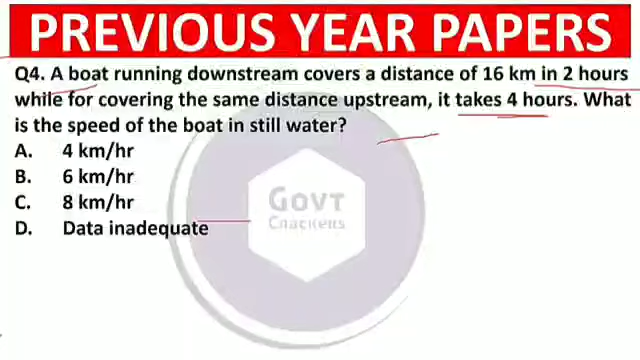 PREVIOUS YEAR PAPERS
Q4. A boat running downstream covers a distance of 16 km in 2 hours
while for covering the same distance upstream, it takes 4 hours. What
is the speed of the boat in still water?
A. 4 km/hr
B. 6 km/hr
C. 8 km/hr
D. Data inadequate
GOVT
CRACKERS